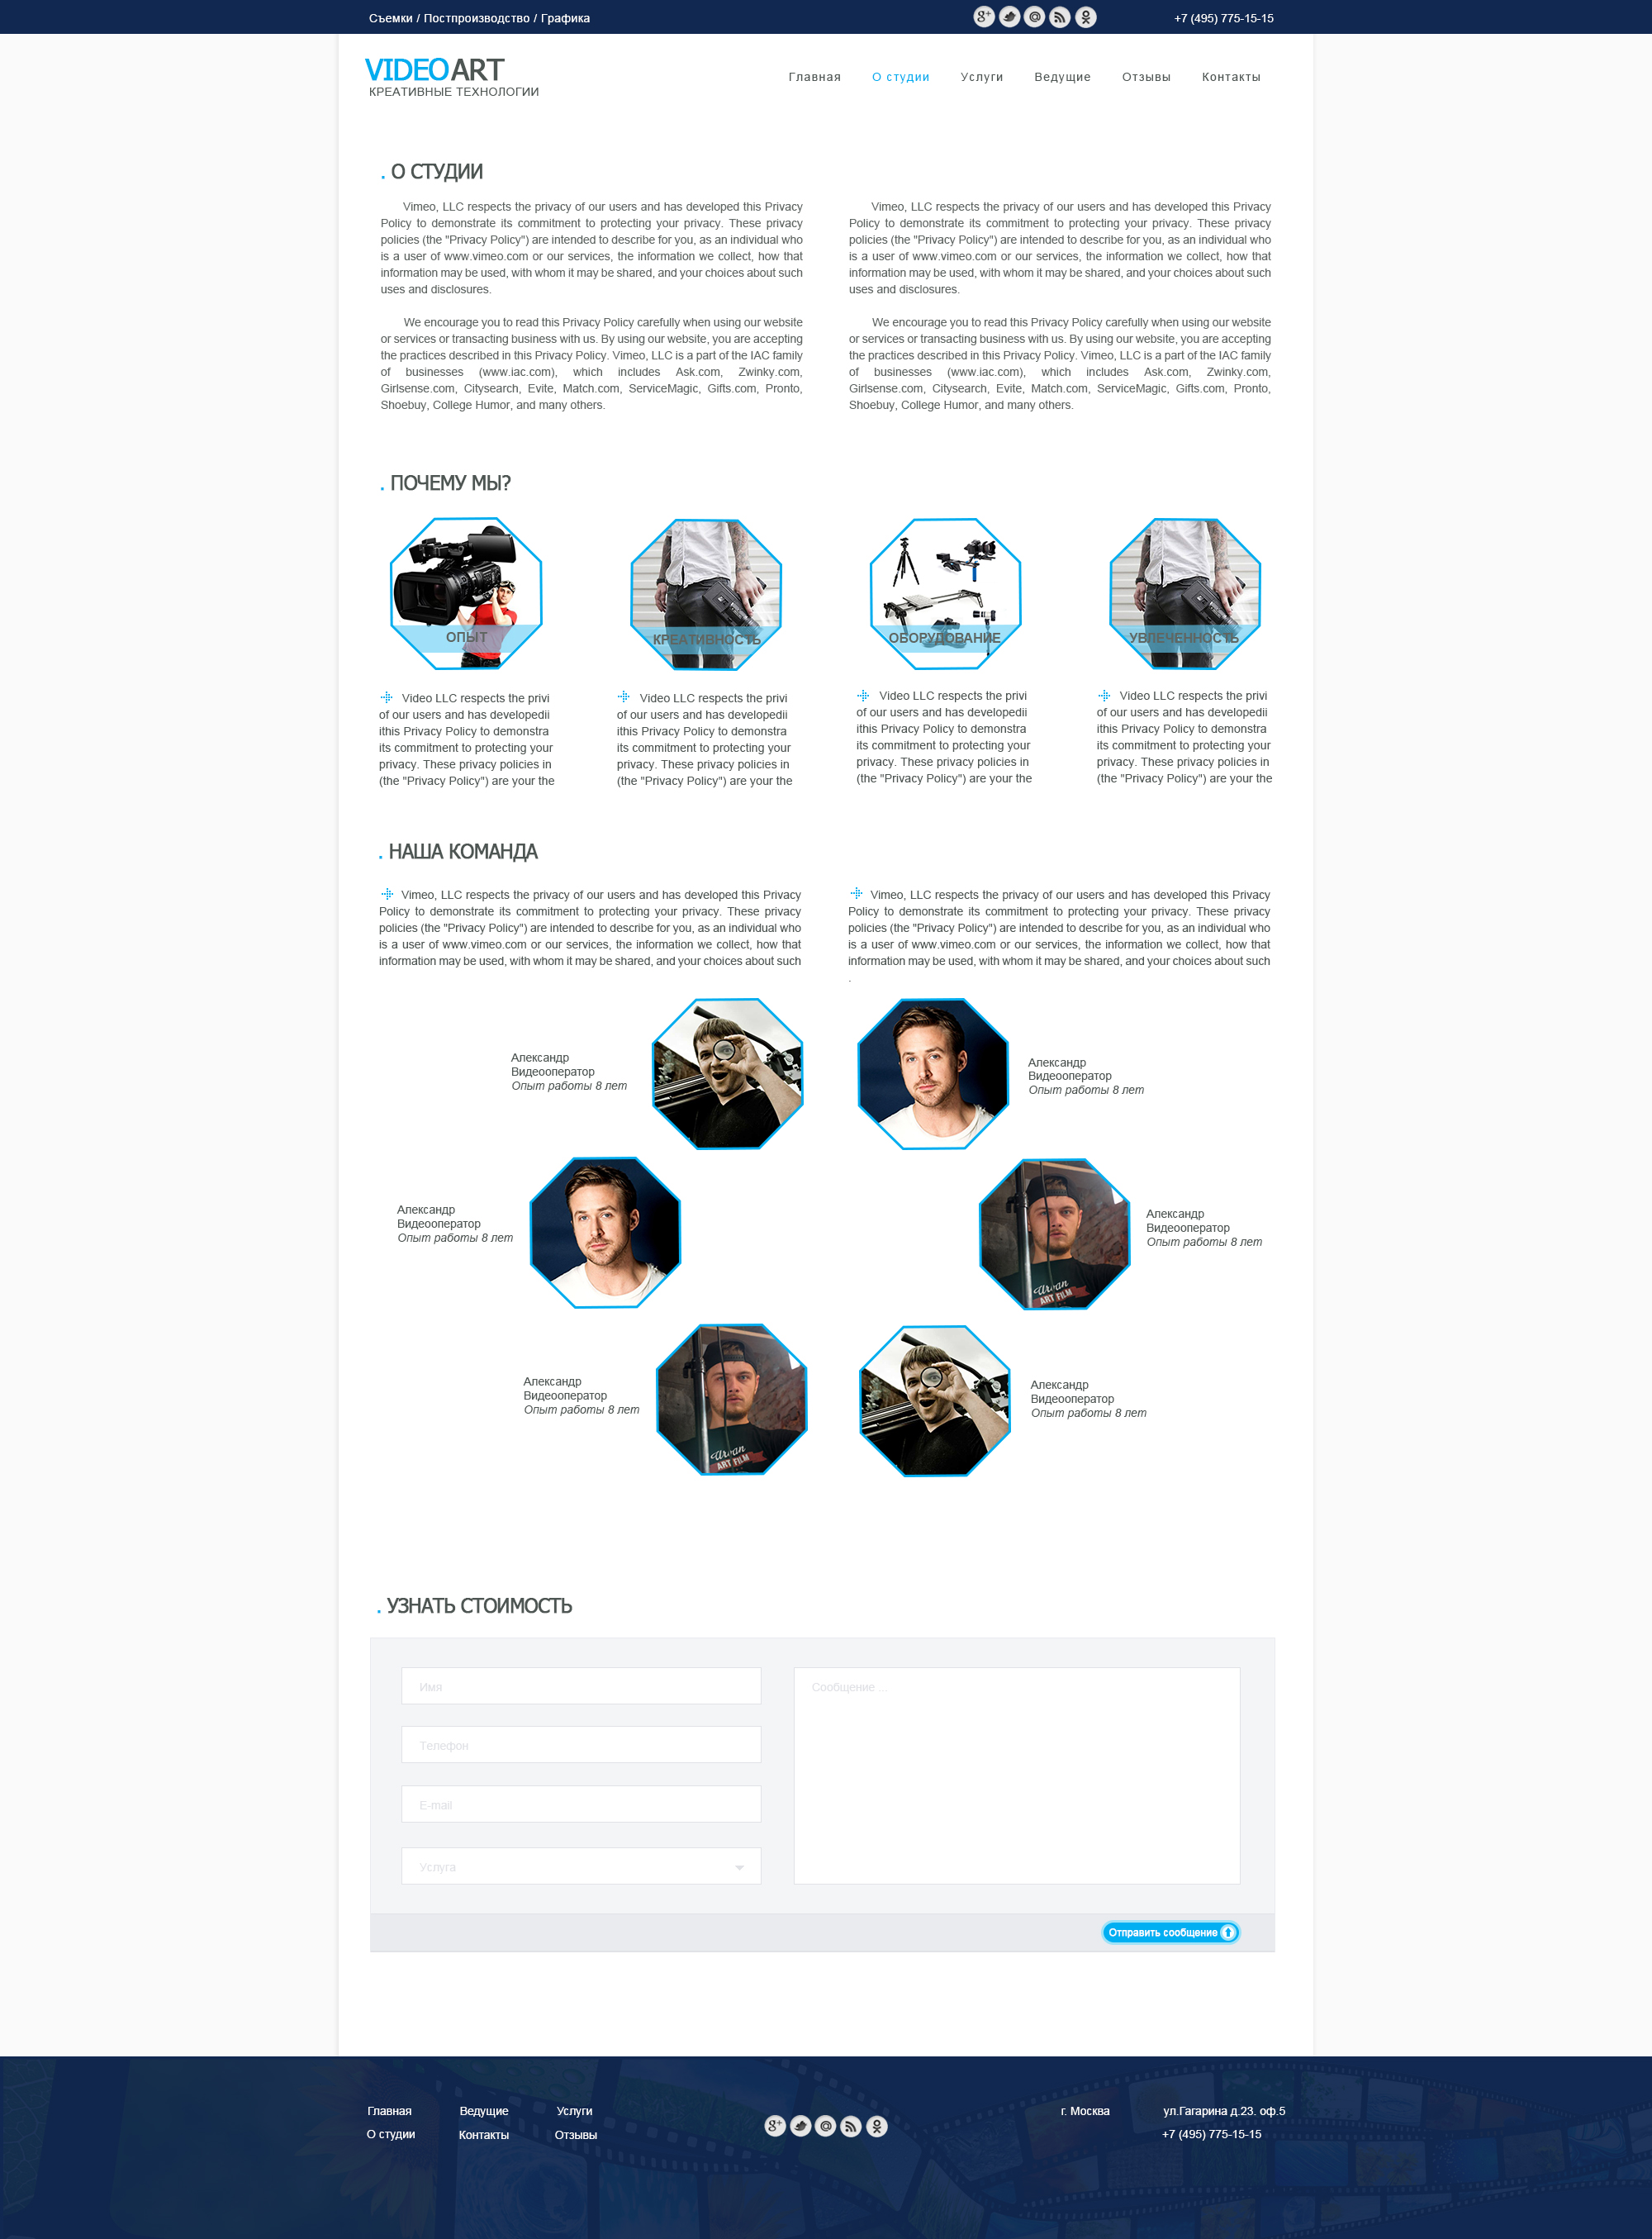 Съемки / Постпроизводство / Графика
+7 (495) 775-15-15
VIDEOART
КРЕАТИВНЫЕ ТЕХНОЛОГИИ
Главная О студии Услуги Ведущие Отзывы Контакты
. О СТУДИИ
Vimeo, LLC respects the privacy of our users and has developed this Privacy
Policy to demonstrate its commitment to protecting your privacy. These privacy
policies (the "Privacy Policy") are intended to describe for you, as an individual who
is a user of www.vimeo.com or our services, the information we collect, how that
information may be used, with whom it may be shared, and your choices about such
uses and disclosures.
We encourage you to read this Privacy Policy carefully when using our website
or services or transacting business with us. By using our website, you are accepting
the practices described in this Privacy Policy. Vimeo, LLC is a part of the IAC family
of businesses (www.iac.com), which includes Ask.com, Zwinky.com,
Girlsense.com, Citysearch, Evite, Match.com, ServiceMagic, Gifts.com, Pronto,
Shoebuy, College Humor, and many others.
Vimeo, LLC respects the privacy of our users and has developed this Privacy
Policy to demonstrate its commitment to protecting your privacy. These privacy
policies (the "Privacy Policy") are intended to describe for you, as an individual who
is a user of www.vimeo.com or our services, the information we collect, how that
information may be used, with whom it may be shared, and your choices about such
uses and disclosures.
We encourage you to read this Privacy Policy carefully when using our website
or services or transacting business with us. By using our website, you are accepting
the practices described in this Privacy Policy. Vimeo, LLC is a part of the IAC family
of businesses (www.iac.com), which includes Ask.com, Zwinky.com,
Girlsense.com, Citysearch, Evite, Match.com, ServiceMagic, Gifts.com, Pronto,
Shoebuy, College Humor, and many others.
. ПОЧЕМУ МЫ?
ОПЫТ
Video LLC respects the privi
of our users and has developedii
ithis Privacy Policy to demonstra
its commitment to protecting your
privacy. These privacy policies in
(the "Privacy Policy") are your the
КРЕАТИВНОСТЬ
Video LLC respects the privi
of our users and has developedii
ithis Privacy Policy to demonstra
its commitment to protecting your
privacy. These privacy policies in
(the "Privacy Policy") are your the
ОБОРУДОВАНИЕ
Video LLC respects the privi
of our users and has developedii
ithis Privacy Policy to demonstra
its commitment to protecting your
privacy. These privacy policies in
(the "Privacy Policy") are your the
УВЛЕЧЕННОСТЬ
Video LLC respects the privi
of our users and has developedii
ithis Privacy Policy to demonstra
its commitment to protecting your
privacy. These privacy policies in
(the "Privacy Policy") are your the
. НАША КОМАНДА
Vimeo, LLC respects the privacy of our users and has developed this Privacy
Policy to demonstrate its commitment to protecting your privacy. These privacy
policies (the "Privacy Policy") are intended to describe for you, as an individual who
is a user of www.vimeo.com or our services, the information we collect, how that
information may be used, with whom it may be shared, and your choices about such
Vimeo, LLC respects the privacy of our users and has developed this Privacy
Policy to demonstrate its commitment to protecting your privacy. These privacy
policies (the "Privacy Policy") are intended to describe for you, as an individual who
is a user of www.vimeo.com or our services, the information we collect, how that
information may be used, with whom it may be shared, and your choices about such
.
Александр
Видеооператор
Опыт работы 8 лет
Александр
Видеооператор
Опыт работы 8 лет
Александр
Видеооператор
Опыт работы 8 лет
Urban
ART FILM
Александр
Видеооператор
Опыт работы 8 лет
Александр
Видеооператор
Опыт работы 8 лет
Urban
ART FILM
Александр
Видеооператор
Опыт работы 8 лет
. УЗНАТЬ СТОИМОСТЬ
Имя
Телефон
E-mail
Услуга
Сообщение ...
Отправить сообщение
Главная Ведущие Услуги
О студии Контакты Отзывы
г. Москва ул.Гагарина д.23. оф.5
+7 (495) 775-15-15